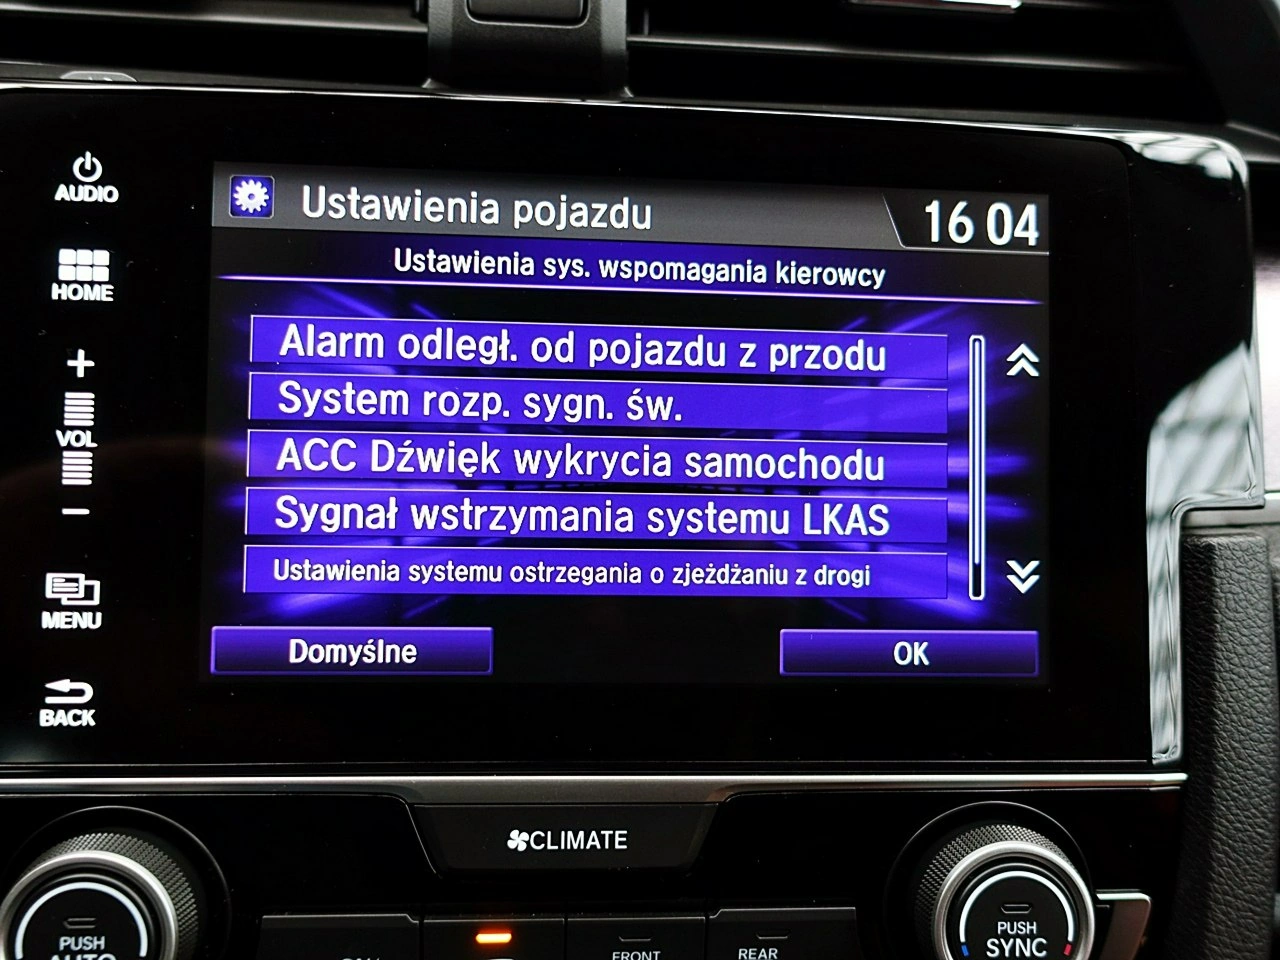 AUDIO
HOME
+
VOL
−
MENU
BACK
Ustawienia pojazdu
16 04
Ustawienia sys. wspomagania kierowcy
Alarm odległ. od pojazdu z przodu
System rozp. sygn. św.
ACC Dźwięk wykrycia samochodu
Sygnał wstrzymania systemu LKAS
Ustawienia systemu ostrzegania o zjeżdżaniu z drogi
Domyślne
OK
CLIMATE
PUSH
AUTO
FRONT
REAR
PUSH
SYNC